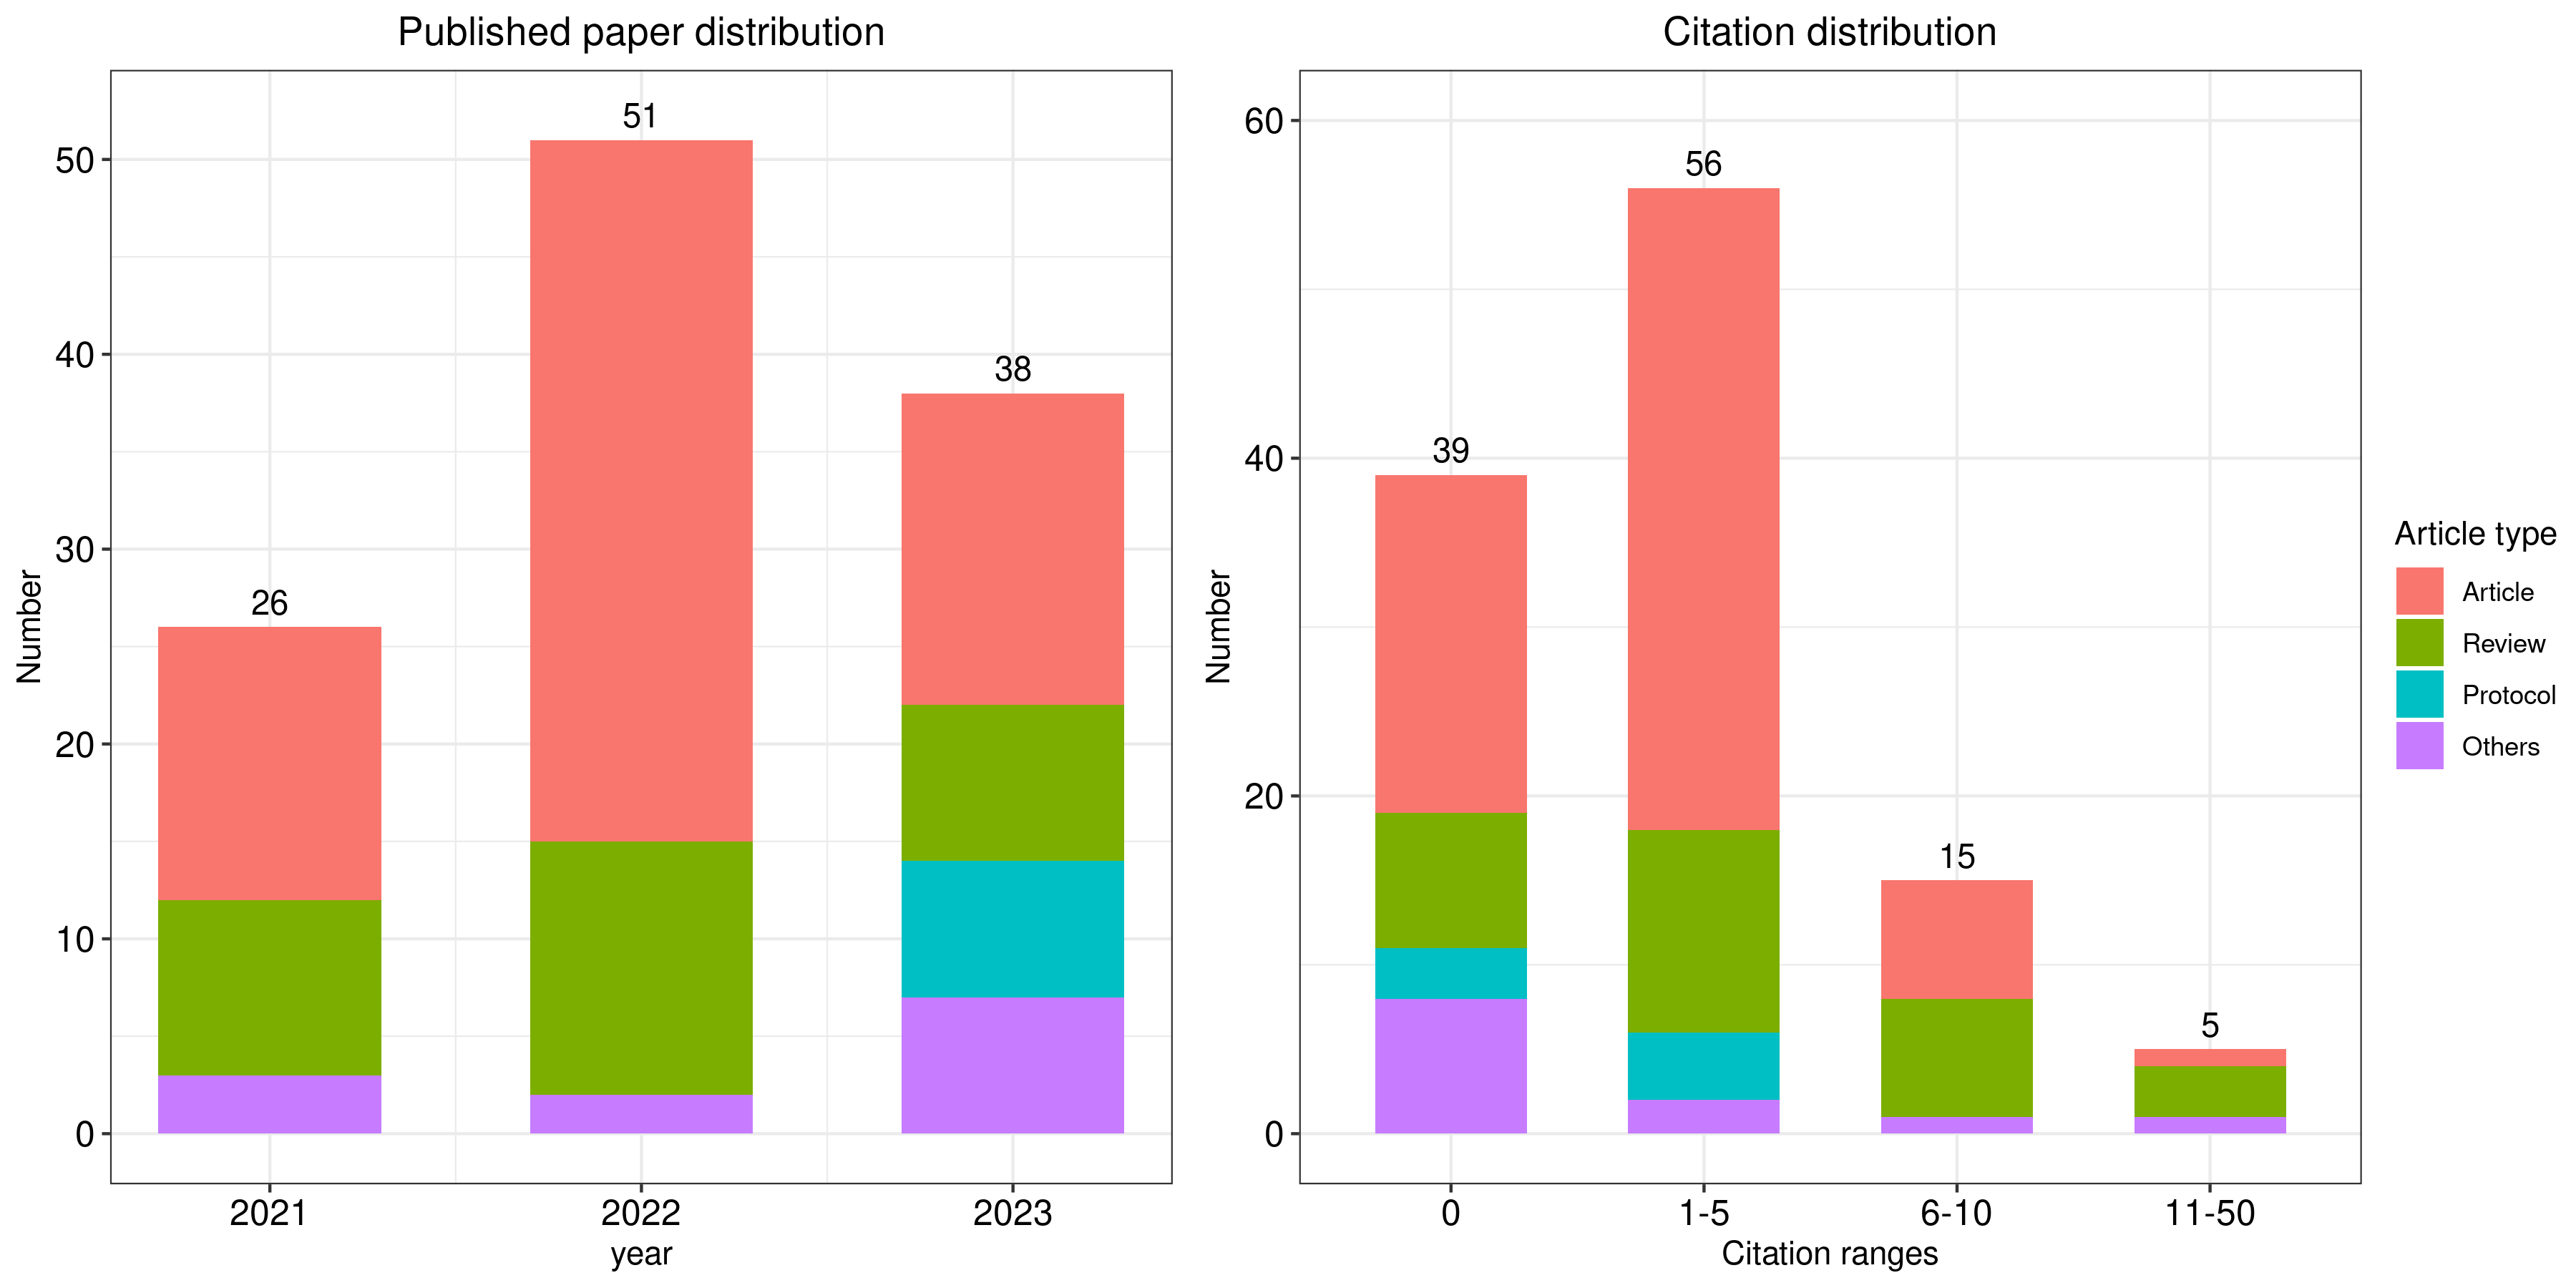 Published paper distribution
51
50
40
38
30
26
20
10
0
Number
2021 2022 2023
year
Citation distribution
60
56
40
39
20
15
5
0
Number
0 1-5 6-10 11-50
Citation ranges
Article type
Article
Review
Protocol
Others